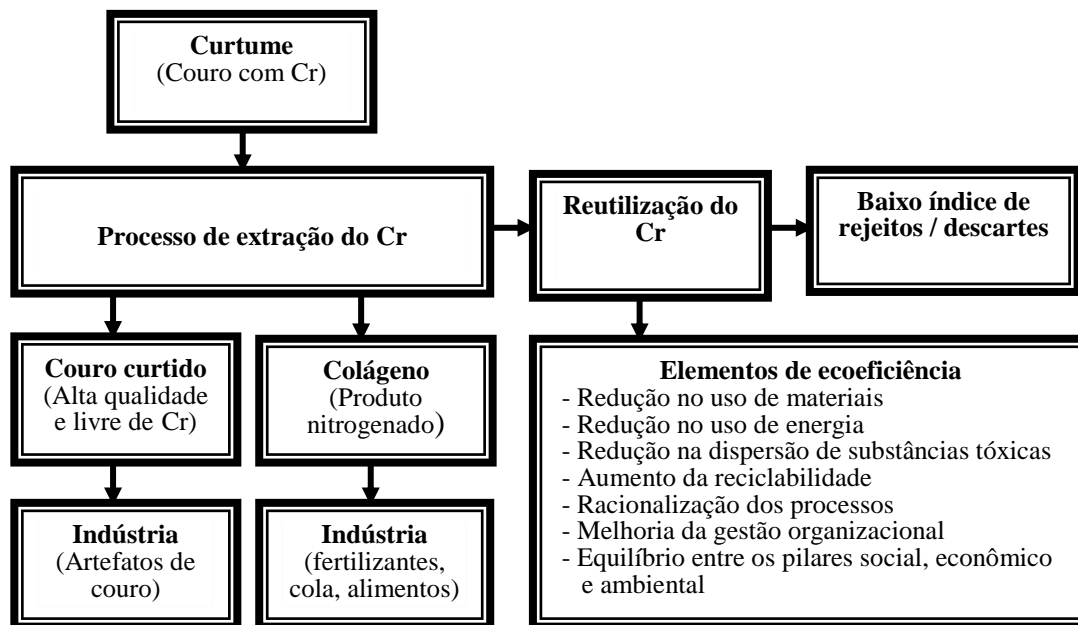 Curtume
(Couro com Cr)
Processo de extração do Cr
Reutilização do
Cr
Baixo índice de
rejeitos / descartes
Couro curtido
(Alta qualidade
e livre de Cr)
Colágeno
(Produto
nitrogenado)
Elementos de ecoeficiência
- Redução no uso de materiais
- Redução no uso de energia
- Redução na dispersão de substâncias tóxicas
- Aumento da reciclabilidade
- Racionalização dos processos
- Melhoria da gestão organizacional
- Equilíbrio entre os pilares social, econômico
e ambiental
Indústria
(Artefatos de
couro)
Indústria
(fertilizantes,
cola, alimentos)